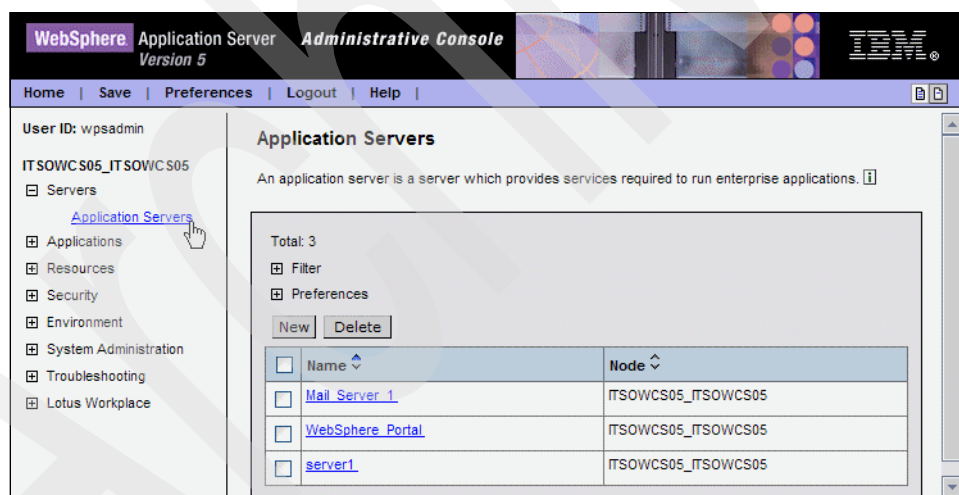 WebSphere. Application Server Administrative Console
Version 5
IBM®
Home | Save | Preferences | Logout | Help |
User ID: wpsadmin
ITSOWCS05_ITSOWCS05
Servers
Application Servers
Applications
Resources
Security
Environment
System Administration
Troubleshooting
Lotus Workplace
Application Servers
An application server is a server which provides services required to run enterprise applications. i
Total: 3
Filter
Preferences
New Delete
Name Node
Mail_Server_1 ITSOWCS05_ITSOWCS05
WebSphere_Portal ITSOWCS05_ITSOWCS05
server1 ITSOWCS05_ITSOWCS05